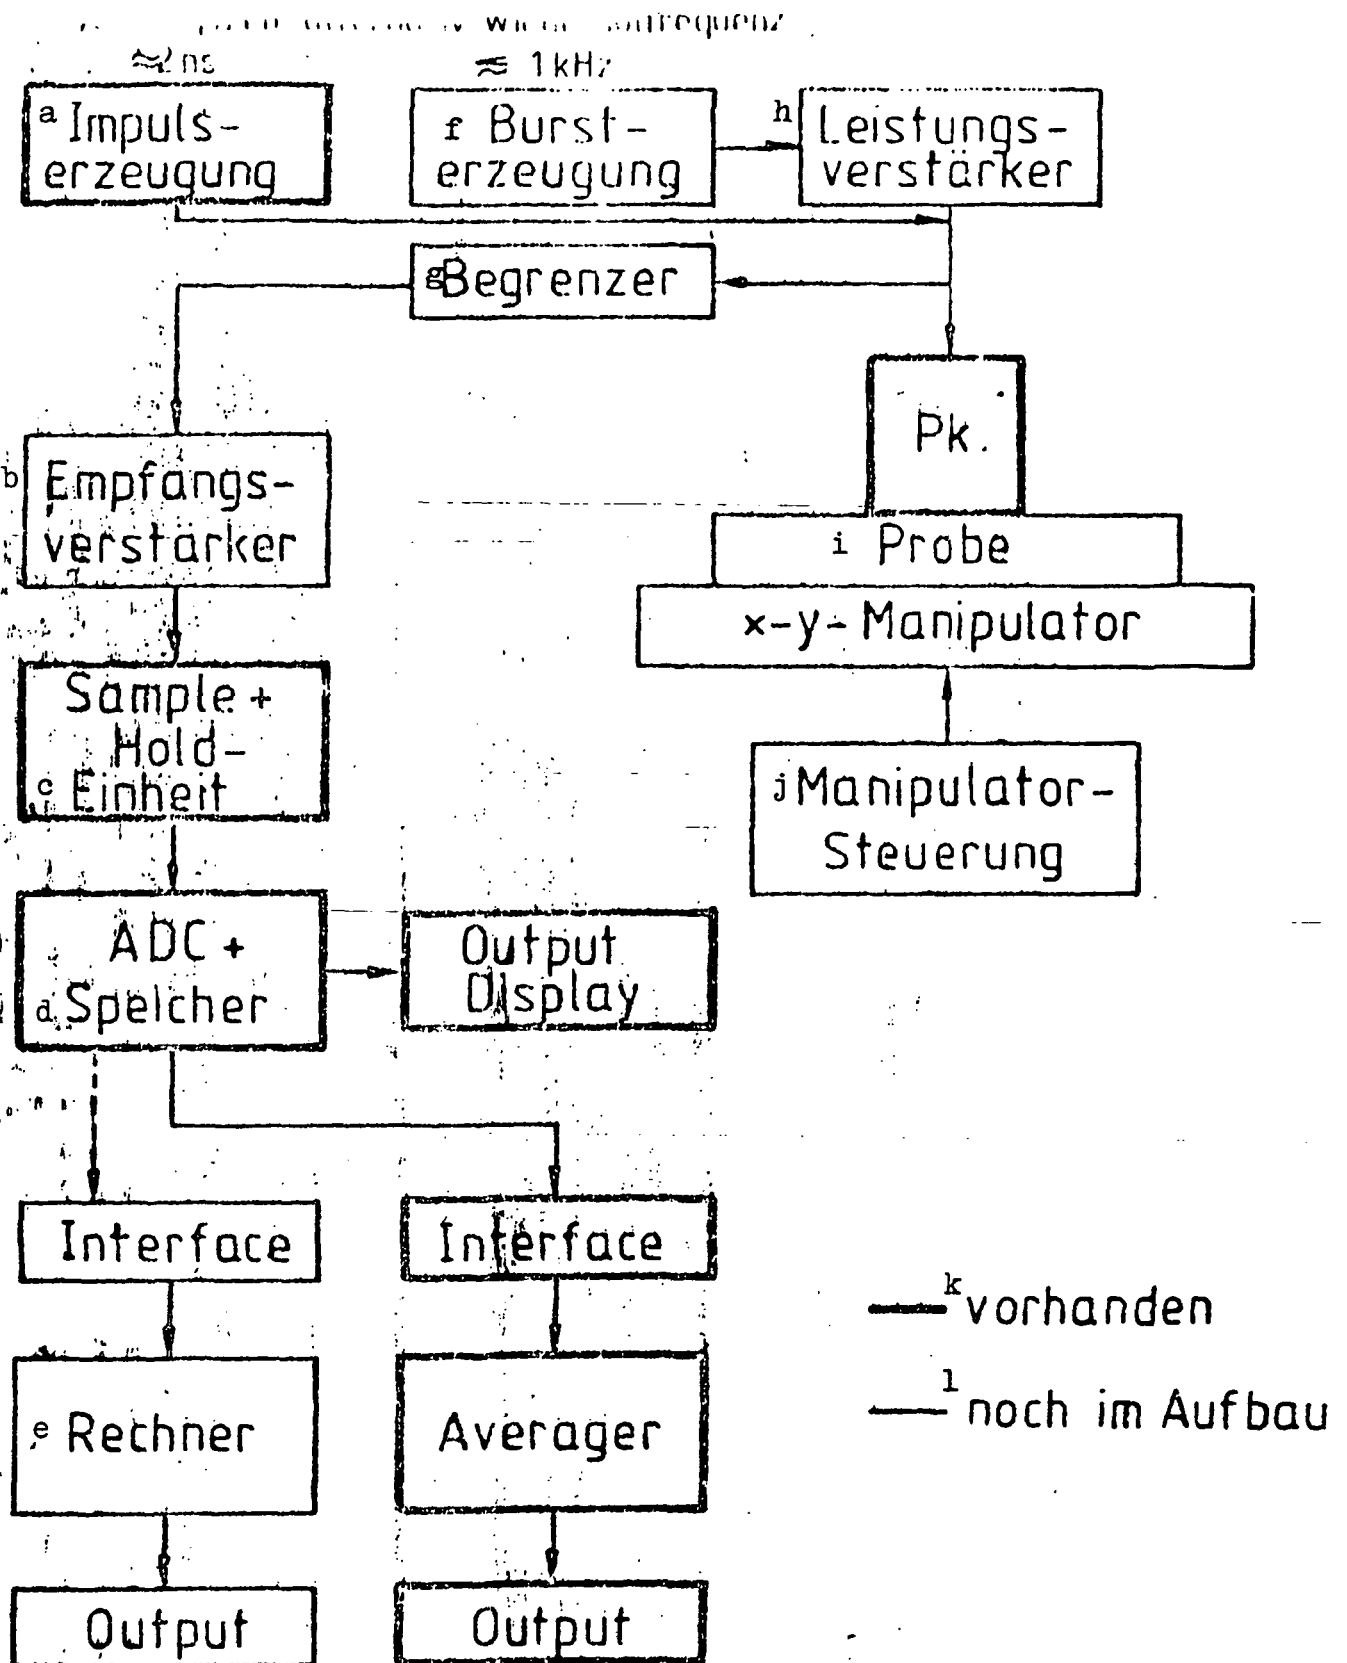 ≈2ns
≈ 1kHz
a Impuls-
erzeugung
f Burst-
erzeugung
h Leistungs-
verstärker
g Begrenzer
Pk.
b Empfangs-
verstärker
i Probe
x-y-Manipulator
Sample +
Hold-
c Einheit
j Manipulator-
Steuerung
ADC +
d Speicher
Output
Display
Interface
Interface
k vorhanden
l noch im Aufbau
e Rechner
Averager
Output
Output